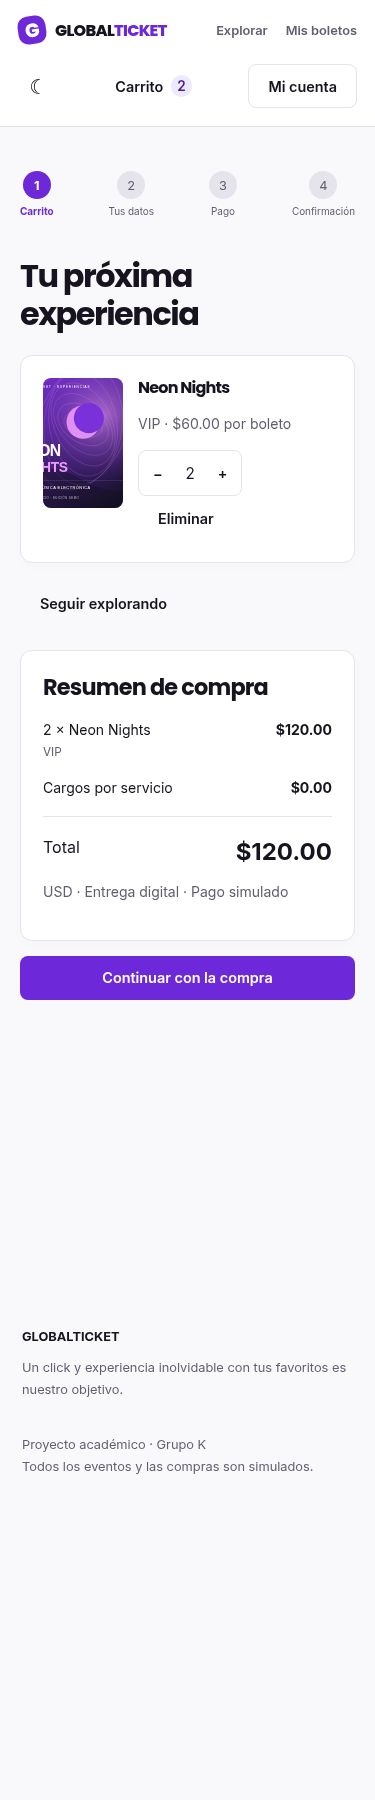 G GLOBALTICKET
Explorar Mis boletos
Carrito 2
Mi cuenta
1 2 3 4
Carrito Tus datos Pago Confirmación
Tu próxima
experiencia
Neon Nights
VIP · $60.00 por boleto
ON
HTS
− 2 +
Eliminar
Seguir explorando
Resumen de compra
2 × Neon Nights $120.00
VIP
Cargos por servicio $0.00
Total $120.00
USD · Entrega digital · Pago simulado
Continuar con la compra
GLOBALTICKET
Un click y experiencia inolvidable con tus favoritos es
nuestro objetivo.
Proyecto académico · Grupo K
Todos los eventos y las compras son simulados.